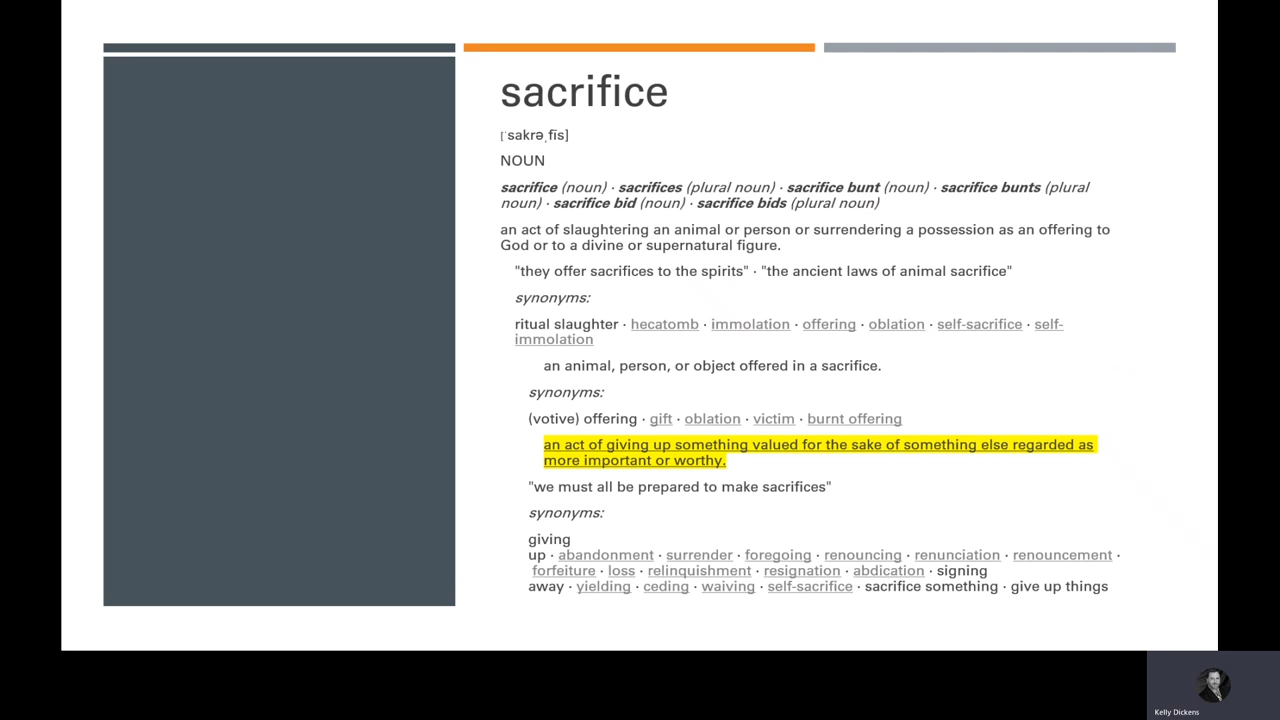 sacrifice
[ˈsakrəˌfīs]
NOUN
sacrifice (noun) · sacrifices (plural noun) · sacrifice bunt (noun) · sacrifice bunts (plural
noun) · sacrifice bid (noun) · sacrifice bids (plural noun)
an act of slaughtering an animal or person or surrendering a possession as an offering to
God or to a divine or supernatural figure.
"they offer sacrifices to the spirits" · "the ancient laws of animal sacrifice"
synonyms:
ritual slaughter · hecatomb · immolation · offering · oblation · self-sacrifice · self-
immolation
an animal, person, or object offered in a sacrifice.
synonyms:
(votive) offering · gift · oblation · victim · burnt offering
an act of giving up something valued for the sake of something else regarded as
more important or worthy.
"we must all be prepared to make sacrifices"
synonyms:
giving
up · abandonment · surrender · foregoing · renouncing · renunciation · renouncement ·
forfeiture · loss · relinquishment · resignation · abdication · signing
away · yielding · ceding · waiving · self-sacrifice · sacrifice something · give up things
Kelly Dickens